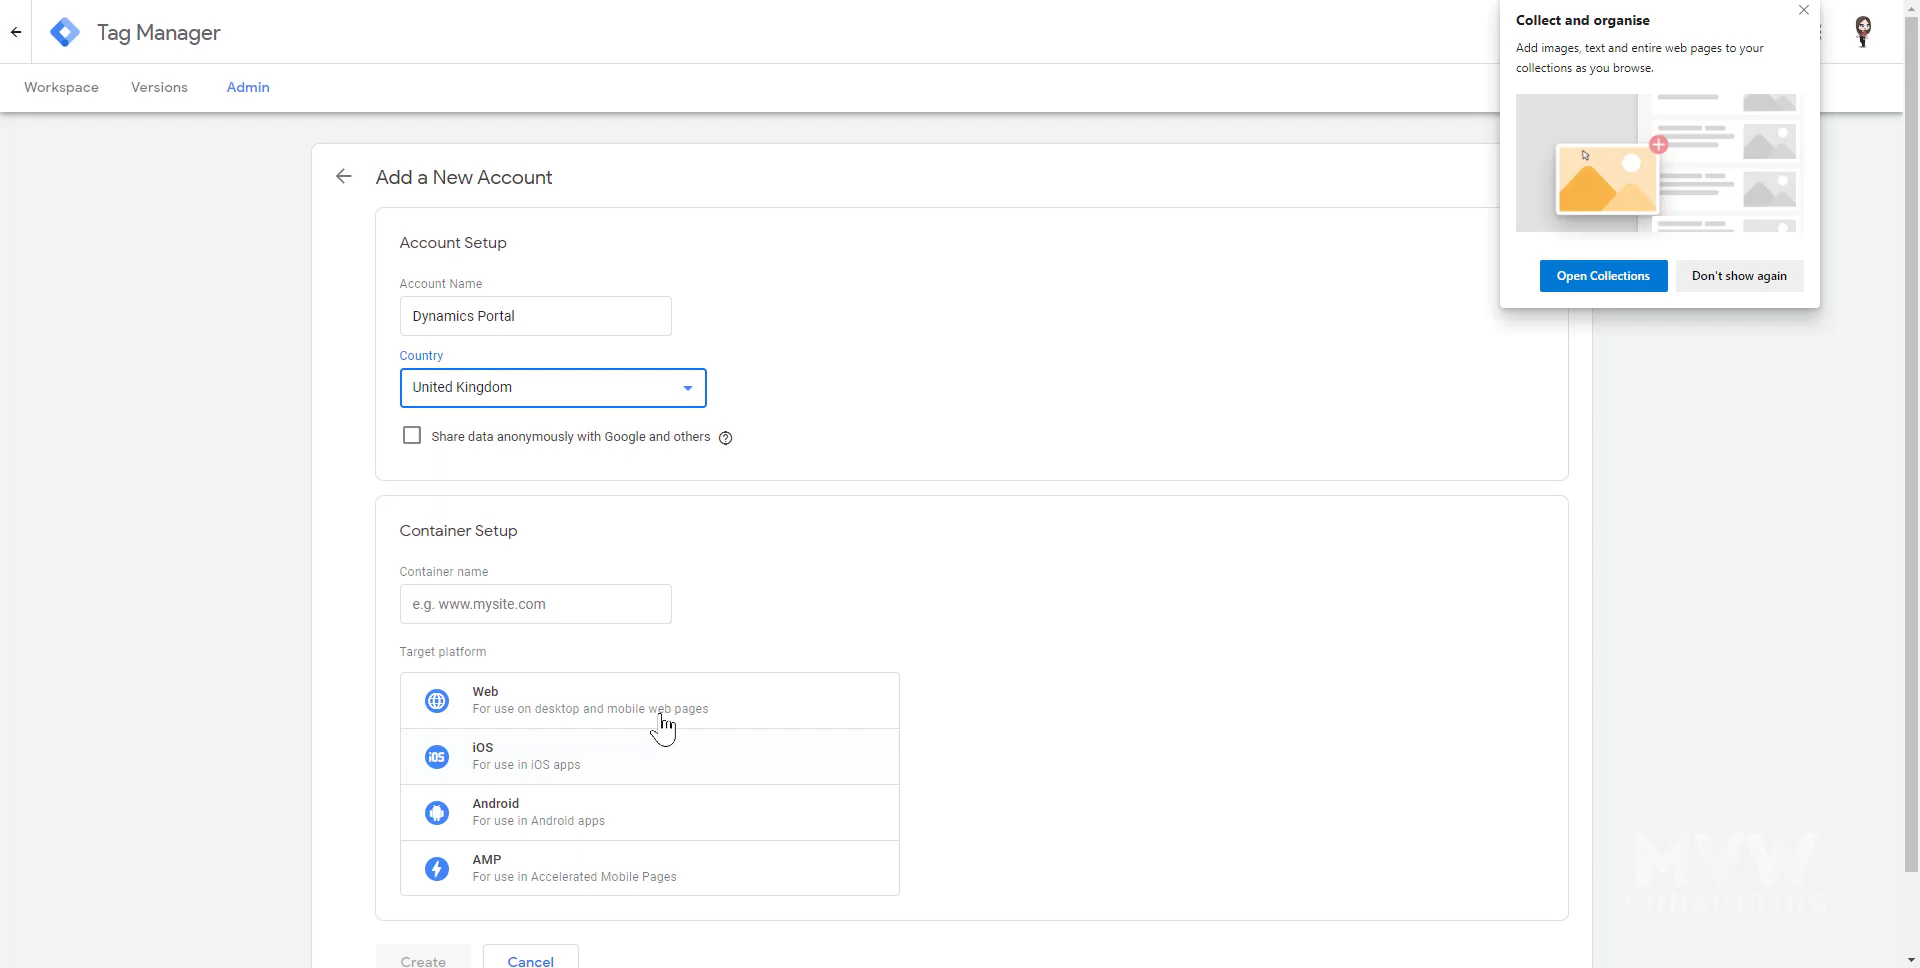 Tag Manager
Workspace
Versions
Admin
Collect and organise
Add images, text and entire web pages to your
collections as you browse.
Open Collections
Don't show again
Add a New Account
Account Setup
Account Name
Dynamics Portal
Country
United Kingdom
Share data anonymously with Google and others
Container Setup
Container name
e.g. www.mysite.com
Target platform
Web
For use on desktop and mobile web pages
iOS
iOS
For use in iOS apps
Android
For use in Android apps
AMP
For use in Accelerated Mobile Pages
MVW
CONSULTING
Create
Cancel